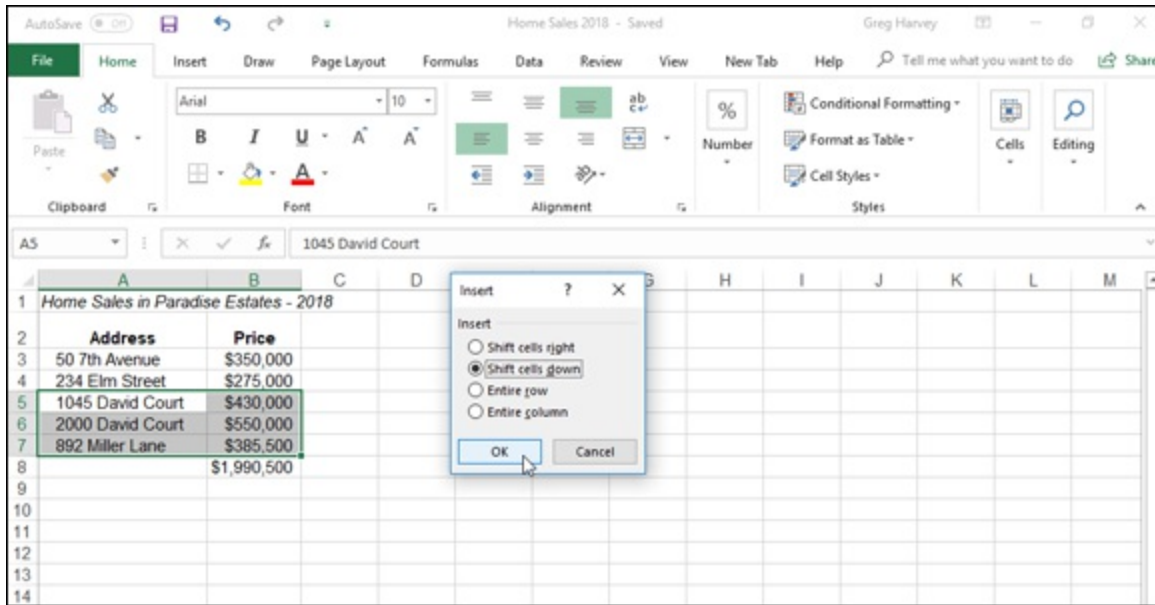 AutoSave Off Home Sales 2018 - Saved Greg Harvey
File Home Insert Draw Page Layout Formulas Data Review View New Tab Help Tell me what you want to do Share
Paste
Arial 10
B I U A A
A
ab
%
Number
Conditional Formatting
Format as Table
Cell Styles
Cells
Editing
Clipboard Font Alignment Styles
A5 fx 1045 David Court
A B C D G H I J K L M
1 Home Sales in Paradise Estates - 2018
2 Address Price
3 50 7th Avenue $350,000
4 234 Elm Street $275,000
5 1045 David Court $430,000
6 2000 David Court $550,000
7 892 Miller Lane $385,500
8 $1,990,500
9
10
11
12
13
14
Insert ? ×
Insert
Shift cells right
Shift cells down
Entire row
Entire column
OK Cancel